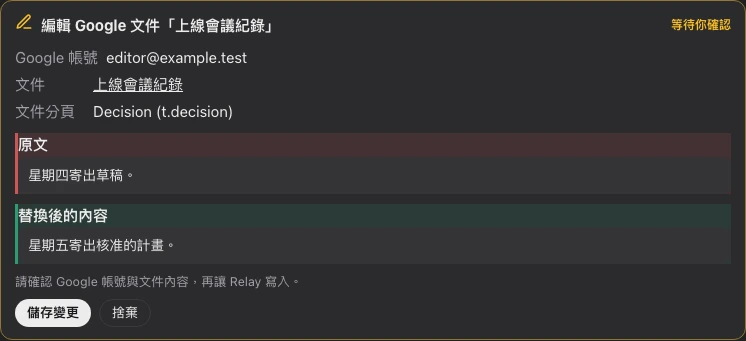 編輯 Google 文件「上線會議紀錄」 等待你確認
Google 帳號 editor@example.test
文件 上線會議紀錄
文件分頁 Decision (t.decision)
原文
星期四寄出草稿。
替換後的內容
星期五寄出核准的計畫。
請確認 Google 帳號與文件內容，再讓 Relay 寫入。
儲存變更 捨棄